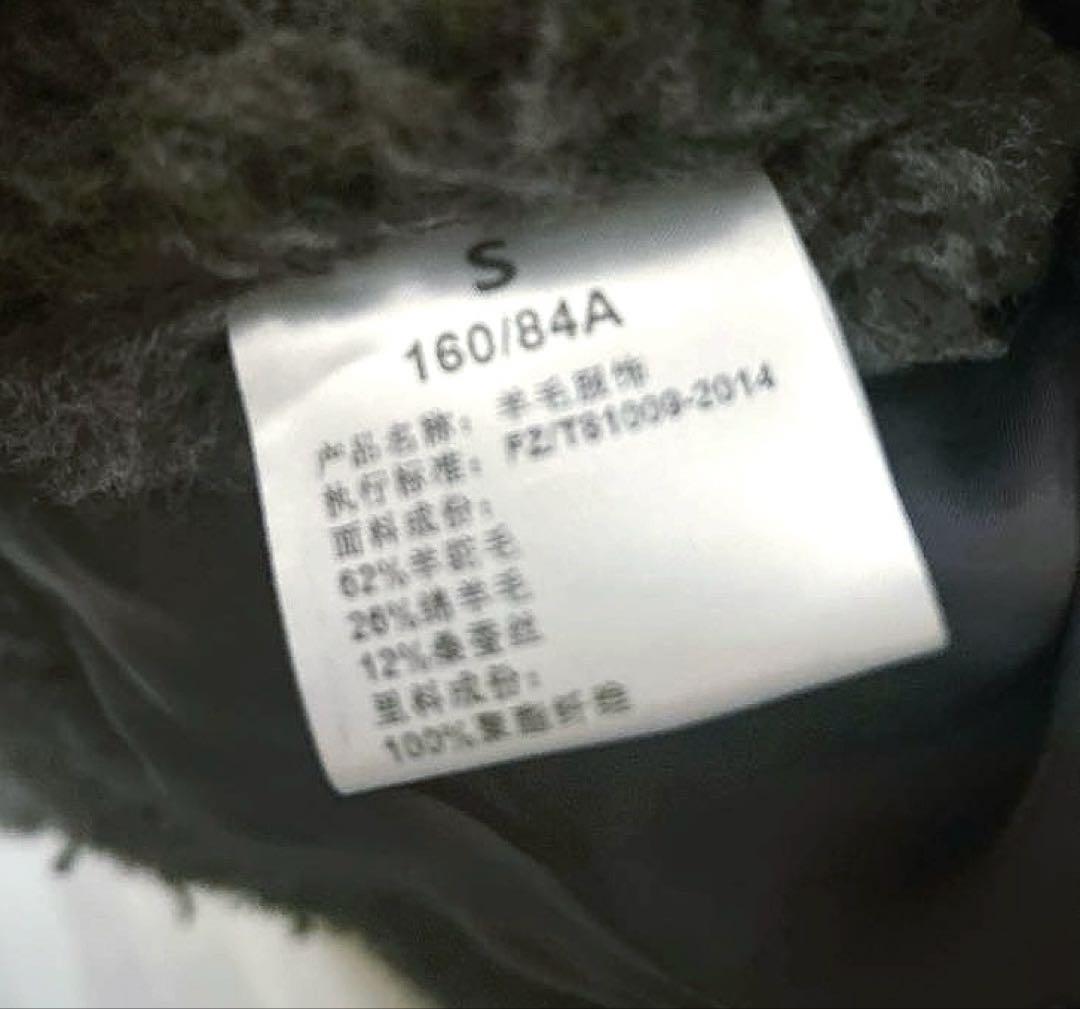 S
160/84A
产品名称：羊毛服饰
执行标准：FZ/T81009-2014
面料成份：
62%羊驼毛
26%绵羊毛
12%桑蚕丝
里料成份：
100%聚酯纤维